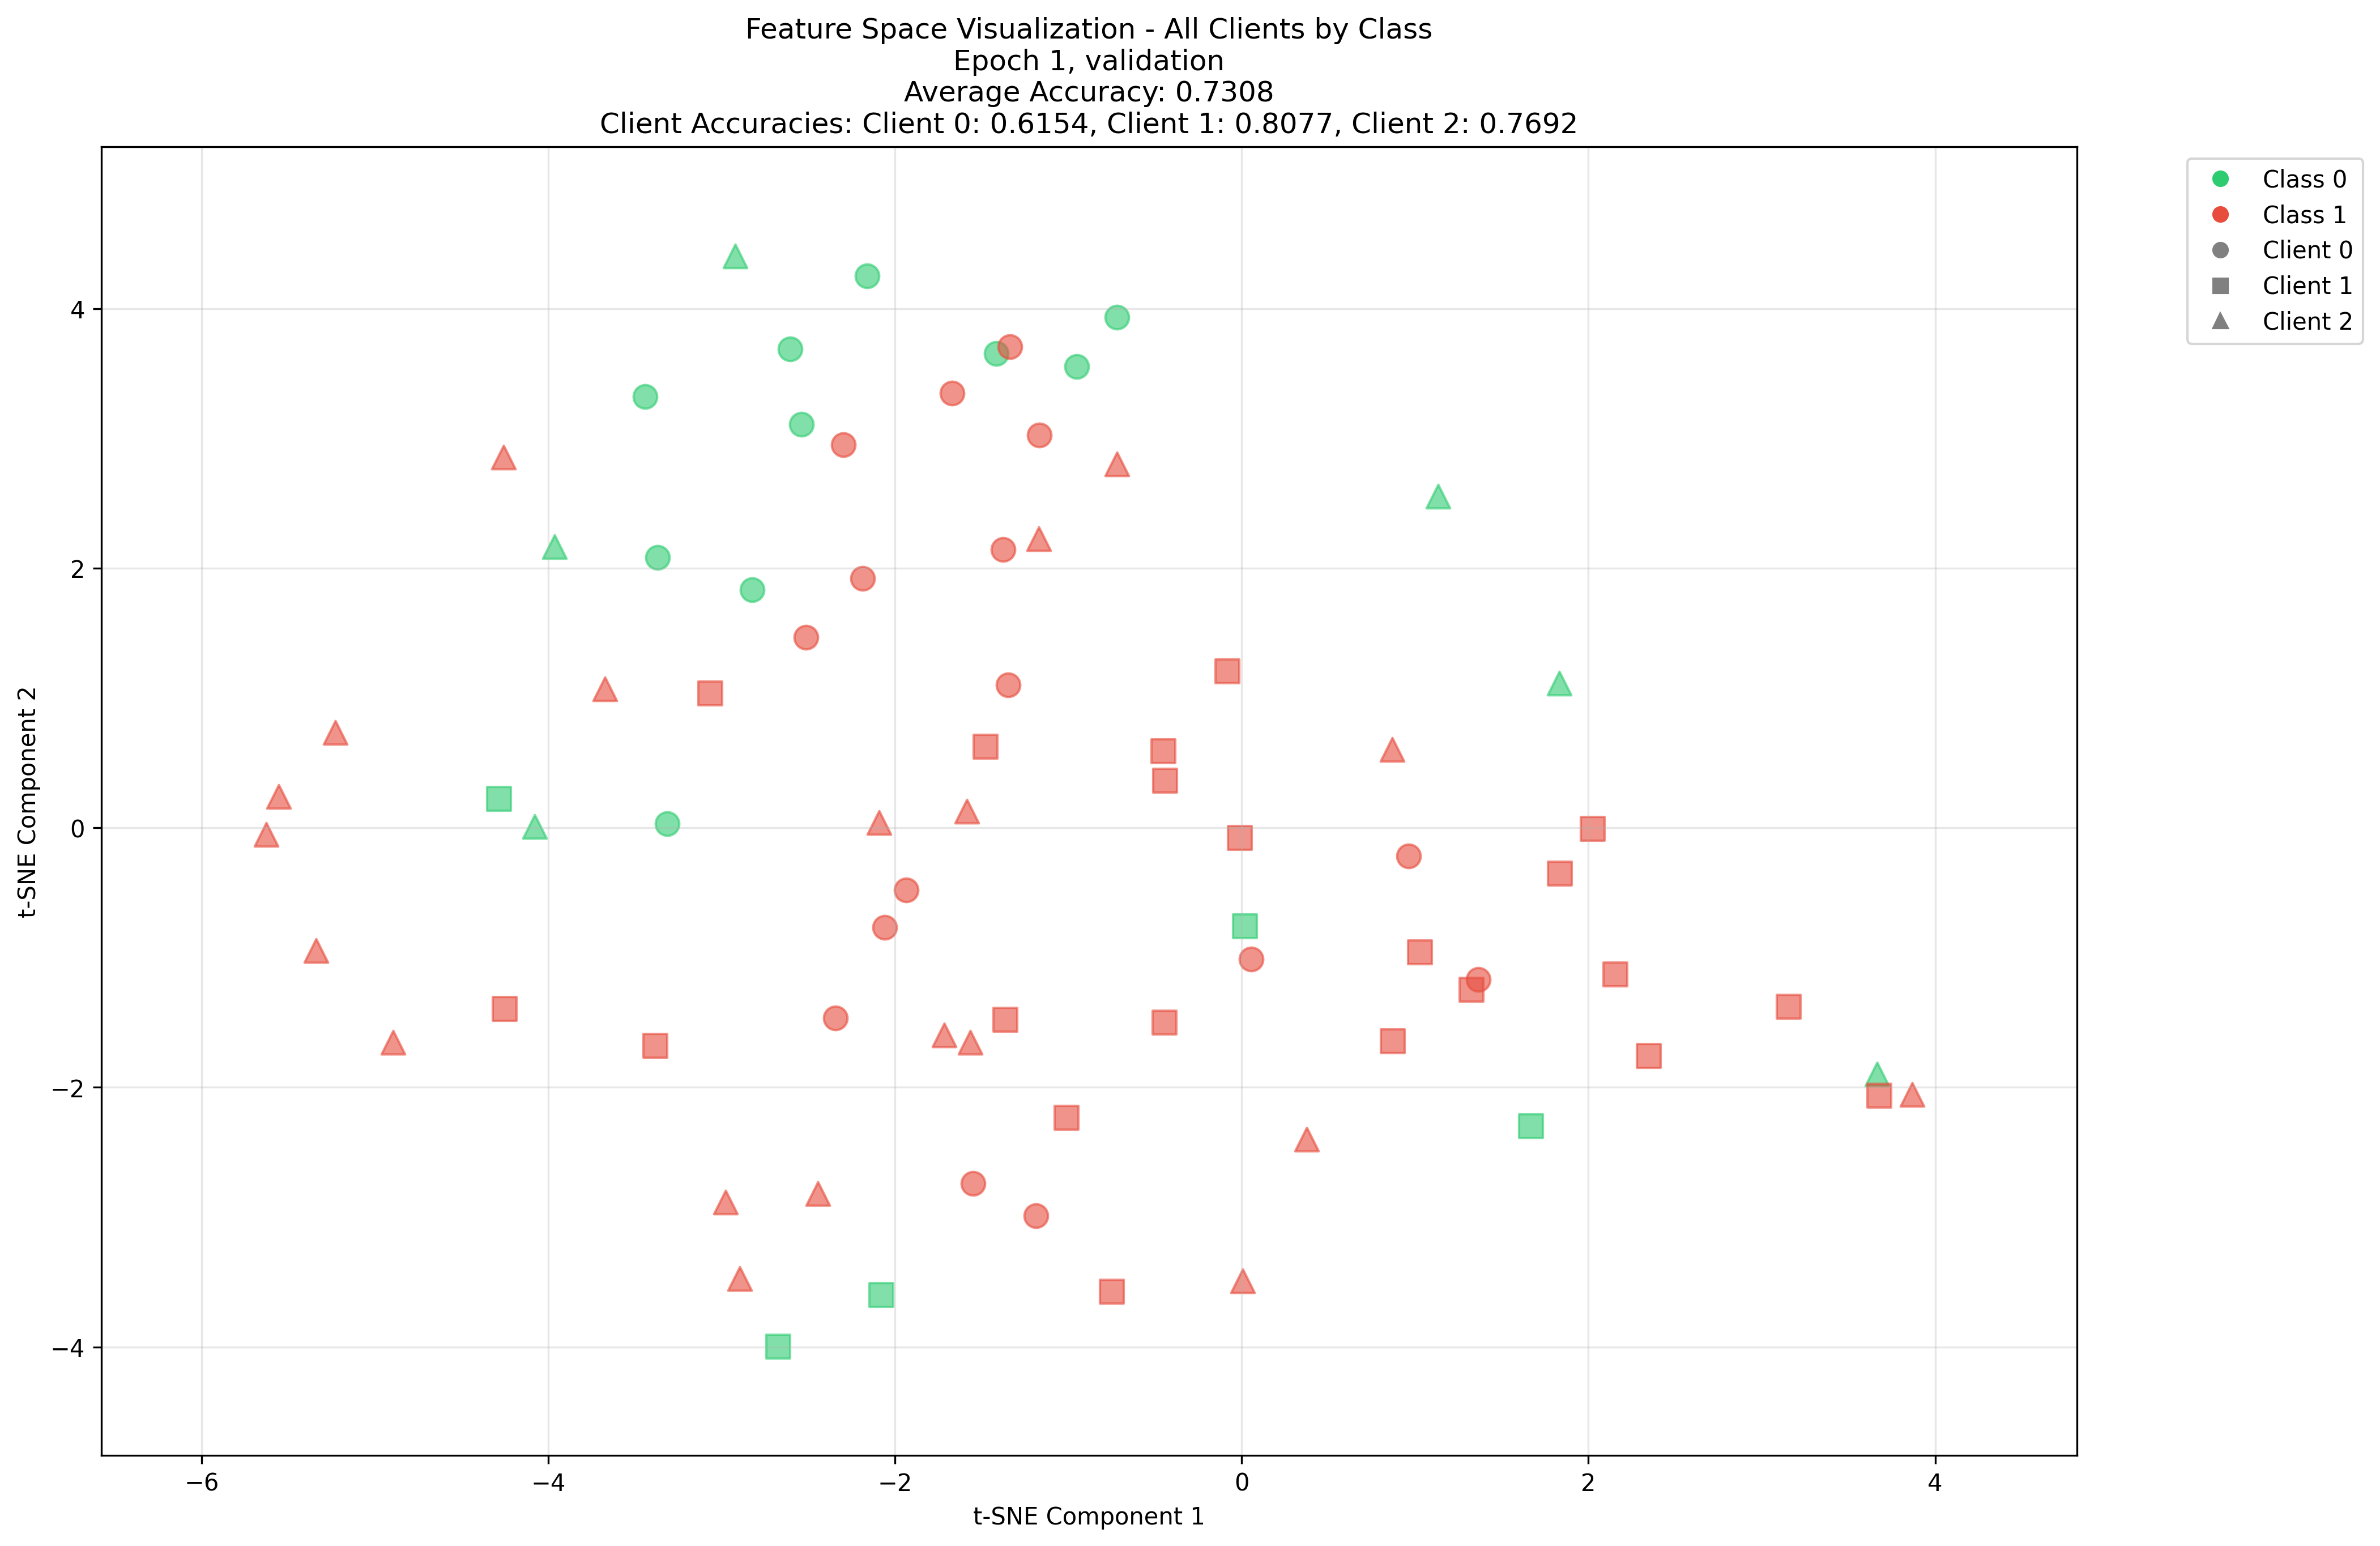 Feature Space Visualization - All Clients by Class
Epoch 1, validation
Average Accuracy: 0.7308
Client Accuracies: Client 0: 0.6154, Client 1: 0.8077, Client 2: 0.7692
Class 0
Class 1
Client 0
Client 1
Client 2
t-SNE Component 2
4
2
0
−2
−4
−6
−4
−2
0
2
4
t-SNE Component 1